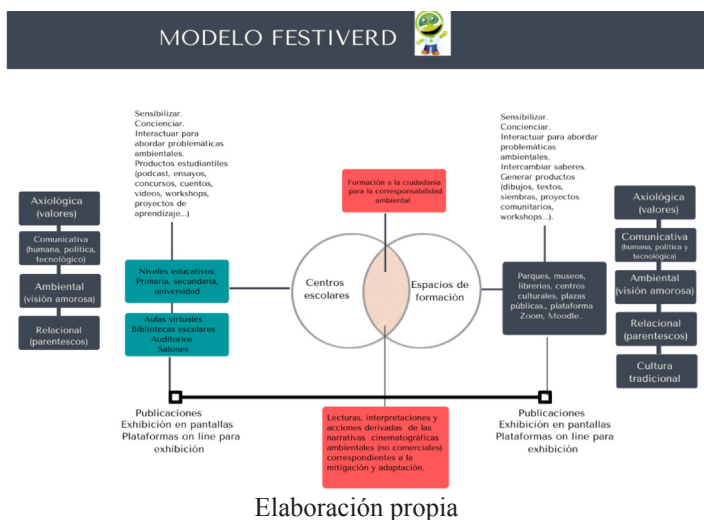 MODELO FESTIVERD
Sensibilizar.
Concienciar.
Interactuar para
abordar problemáticas
ambientales.
Productos estudiantiles
(podcast, ensayos,
concursos, cuentos,
videos, workshops,
proyectos de
aprendizaje...)
Sensibilizar.
Concienciar.
Interactuar para abordar
problemáticas
ambientales.
Intercambiar saberes.
Generar productos
(dibujos, textos,
siembras, proyectos
comunitarios,
workshops...).
Axiológica
(valores)
Comunicativa
(humana, política,
tecnológico)
Ambiental
(visión amorosa)
Relacional
(parentescos)
Niveles educativos:
Primaria, secundaria,
universidad
Aulas virtuales
Bibliotecas escolares
Auditorios
Salones
Formación a la ciudadanía
para la corresponsabilidad
ambiental
Centros
escolares
Espacios de
formación
Parques, museos,
librerías, centros
culturales, plazas
públicas., plataforma
Zoom, Moodle..
Axiológica
(valores)
Comunicativa
(humana, política y
tecnológica)
Ambiental
(visión amorosa)
Relacional
(parentescos)
Cultura
tradicional
Publicaciones
Exhibición en pantallas
Plataformas on line para
exhibición
Lecturas, interpretaciones y
acciones derivadas de las
narrativas cinematográficas
ambientales (no comerciales)
correspondientes a la
mitigación y adaptación.
Publicaciones
Exhibición en pantallas
Plataformas on line para
exhibición
Elaboración propia